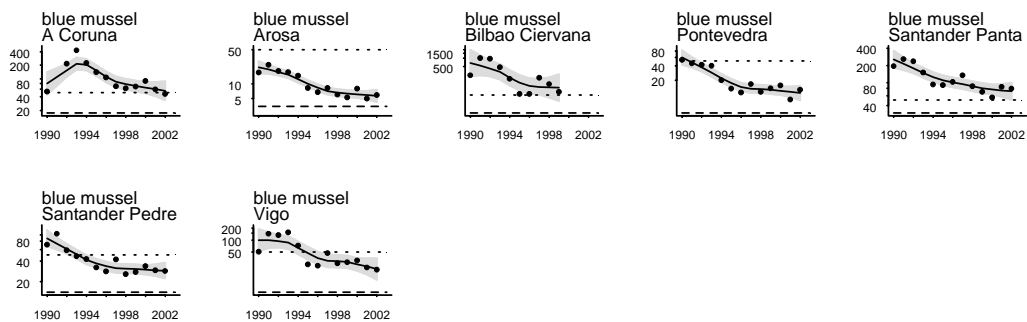 blue mussel
A Coruna
400
200
80
40
20
1990 1994 1998 2002
blue mussel
Arosa
50
10
5
1990 1994 1998 2002
blue mussel
Bilbao Ciervana
1500
500
1990 1994 1998 2002
blue mussel
Pontevedra
80
40
20
1990 1994 1998 2002
blue mussel
Santander Panta
400
200
80
40
1990 1994 1998 2002
blue mussel
Santander Pedre
80
40
20
1990 1994 1998 2002
blue mussel
Vigo
200
100
50
1990 1994 1998 2002